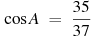 cos A = 35/37